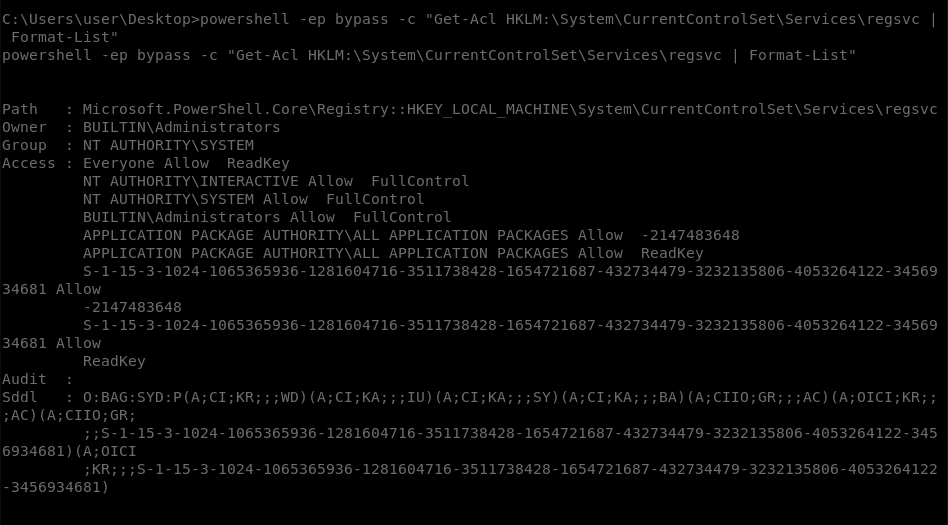 C:\Users\user\Desktop>powershell -ep bypass -c "Get-Acl HKLM:\System\CurrentControlSet\Services\regsvc |
 Format-List"
powershell -ep bypass -c "Get-Acl HKLM:\System\CurrentControlSet\Services\regsvc | Format-List"
Path   : Microsoft.PowerShell.Core\Registry::HKEY_LOCAL_MACHINE\System\CurrentControlSet\Services\regsvc
Owner  : BUILTIN\Administrators
Group  : NT AUTHORITY\SYSTEM
Access : Everyone Allow  ReadKey
         NT AUTHORITY\INTERACTIVE Allow  FullControl
         NT AUTHORITY\SYSTEM Allow  FullControl
         BUILTIN\Administrators Allow  FullControl
         APPLICATION PACKAGE AUTHORITY\ALL APPLICATION PACKAGES Allow  -2147483648
         APPLICATION PACKAGE AUTHORITY\ALL APPLICATION PACKAGES Allow  ReadKey
         S-1-15-3-1024-1065365936-1281604716-3511738428-1654721687-432734479-3232135806-4053264122-34569
34681 Allow
         -2147483648
         S-1-15-3-1024-1065365936-1281604716-3511738428-1654721687-432734479-3232135806-4053264122-34569
34681 Allow
         ReadKey
Audit  :
Sddl   : O:BAG:SYD:P(A;CI;KR;;;WD)(A;CI;KA;;;IU)(A;CI;KA;;;SY)(A;CI;KA;;;BA)(A;CIIO;GR;;;AC)(A;OICI;KR;;
;AC)(A;CIIO;GR;
         ;;S-1-15-3-1024-1065365936-1281604716-3511738428-1654721687-432734479-3232135806-4053264122-345
6934681)(A;OICI
         ;KR;;;S-1-15-3-1024-1065365936-1281604716-3511738428-1654721687-432734479-3232135806-4053264122
-3456934681)